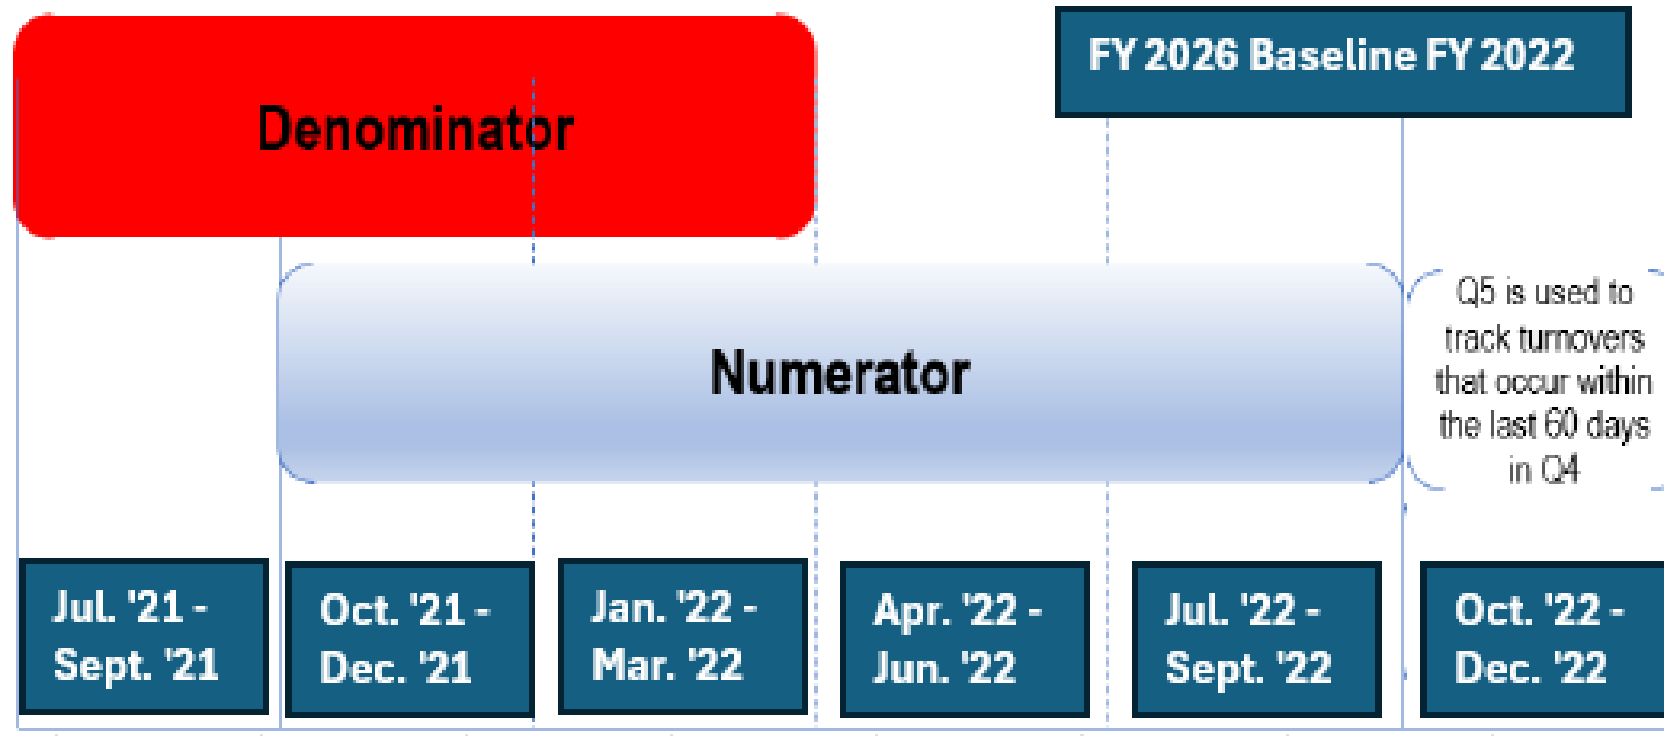 FY 2026 Baseline FY 2022
Denominator
Numerator
Q5 is used to
track turnovers
that occur within
the last 60 days
in Q4
Jul. '21 -
Sept. '21
Oct. '21 -
Dec. '21
Jan. '22 -
Mar. '22
Apr. '22 -
Jun. '22
Jul. '22 -
Sept. '22
Oct. '22 -
Dec. '22